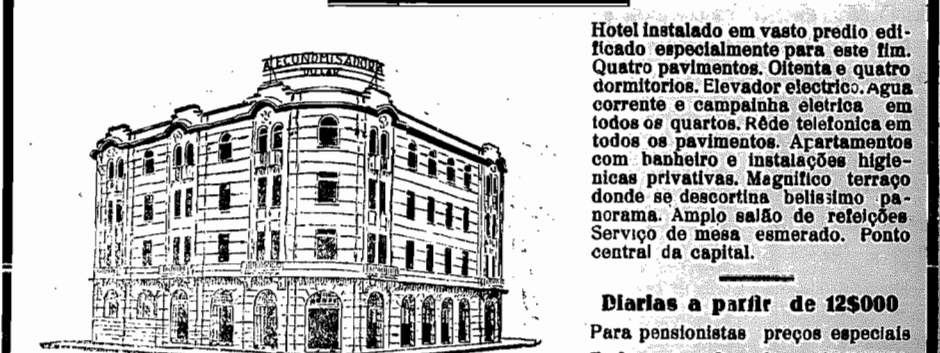 A ECONOMISADORA
DO LAR
Hotel installado em vasto predio edi-
ficado especialmente para este fim.
Quatro pavimentos. Oitenta e quatro
dormitorios. Elevador electrico. Agua
corrente e campainha eletrica em
todos os quartos. Rêde telefonica em
todos os pavimentos. Apartamentos
com banheiro e instalações higie-
nicas privativas. Magnifico terraço
donde se descortina belissimo pa-
norama. Amplo salão de refeições
Serviço de mesa esmerado. Ponto
central da capital.
Diarias a partir de 12$000
Para pensionistas preços especiais